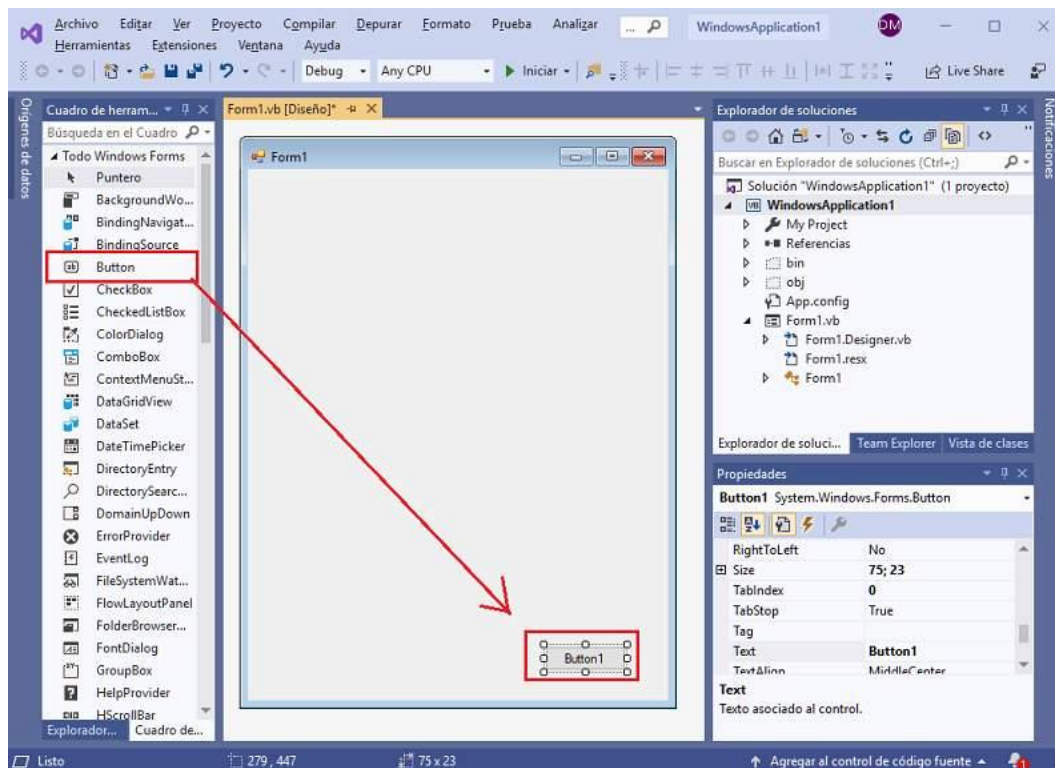 Archivo Editar Ver Proyecto Compilar Depurar Formato Prueba Analizar ... WindowsApplication1 DM
Herramientas Extensiones Ventana Ayuda
Debug Any CPU Iniciar Live Share
Orígenes de datos
Cuadro de herram...
Búsqueda en el Cuadro
Todo Windows Forms
Puntero
BackgroundWo...
BindingNavigat...
BindingSource
Button
CheckBox
CheckedListBox
ColorDialog
ComboBox
ContextMenuSt...
DataGridView
DataSet
DateTimePicker
DirectoryEntry
DirectorySearc...
DomainUpDown
ErrorProvider
EventLog
FileSystemWat...
FlowLayoutPanel
FolderBrowser...
FontDialog
GroupBox
HelpProvider
HScrollBar
Explorador... Cuadro de...
Form1.vb [Diseño]*
Form1
Button1
Explorador de soluciones
Buscar en Explorador de soluciones (Ctrl+;)
Solución "WindowsApplication1" (1 proyecto)
WindowsApplication1
My Project
Referencias
bin
obj
App.config
Form1.vb
Form1.Designer.vb
Form1.resx
Form1
Explorador de soluci... Team Explorer Vista de clases
Propiedades
Button1 System.Windows.Forms.Button
RightToLeft No
Size 75; 23
TabIndex 0
TabStop True
Tag
Text Button1
TextAlign MiddleCenter
Text
Texto asociado al control.
Notificaciones
Listo 279 , 447 75 x 23 Agregar al control de código fuente 1